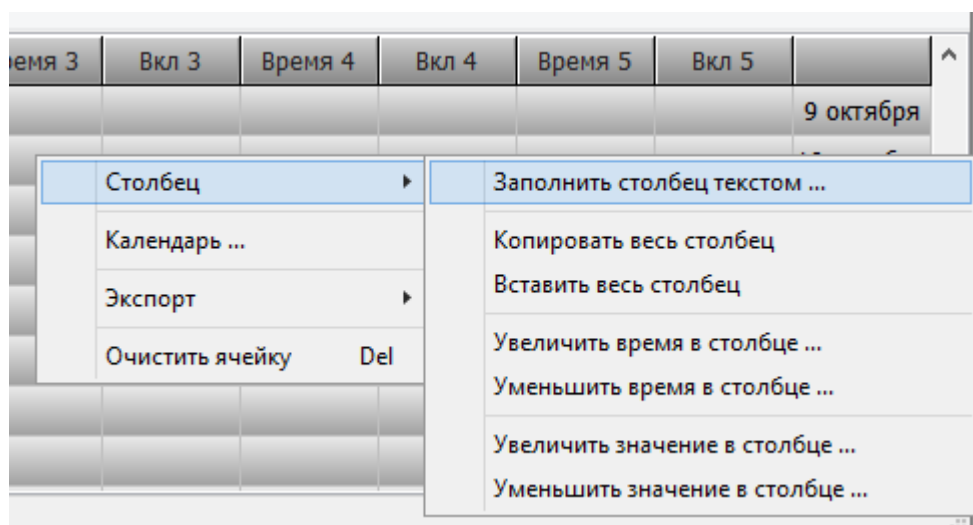 ремя 3 Вкл 3 Время 4 Вкл 4 Время 5 Вкл 5
9 октября
Столбец
Календарь ...
Экспорт
Очистить ячейку Del
Заполнить столбец текстом ...
Копировать весь столбец
Вставить весь столбец
Увеличить время в столбце ...
Уменьшить время в столбце ...
Увеличить значение в столбце ...
Уменьшить значение в столбце ...